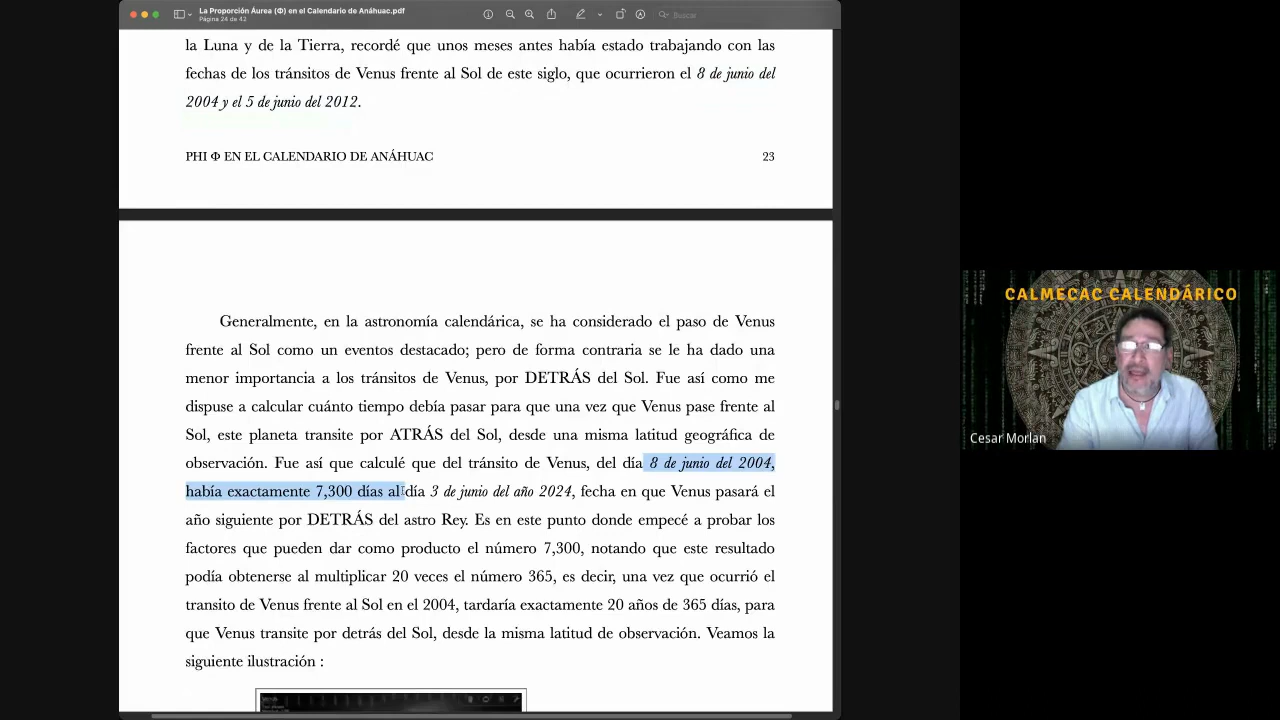 La Proporción Áurea (Φ) en el Calendario de Anáhuac.pdf
Página 24 de 42
Buscar
la Luna y de la Tierra, recordé que unos meses antes había estado trabajando con las
fechas de los tránsitos de Venus frente al Sol de este siglo, que ocurrieron el 8 de junio del
2004 y el 5 de junio del 2012.
PHI Φ EN EL CALENDARIO DE ANÁHUAC 23
Generalmente, en la astronomía calendárica, se ha considerado el paso de Venus
frente al Sol como un eventos destacado; pero de forma contraria se le ha dado una
menor importancia a los tránsitos de Venus, por DETRÁS del Sol. Fue así como me
dispuse a calcular cuánto tiempo debía pasar para que una vez que Venus pase frente al
Sol, este planeta transite por ATRÁS del Sol, desde una misma latitud geográfica de
observación. Fue así que calculé que del tránsito de Venus, del día 8 de junio del 2004,
había exactamente 7,300 días al día 3 de junio del año 2024, fecha en que Venus pasará el
año siguiente por DETRÁS del astro Rey. Es en este punto donde empecé a probar los
factores que pueden dar como producto el número 7,300, notando que este resultado
podía obtenerse al multiplicar 20 veces el número 365, es decir, una vez que ocurrió el
transito de Venus frente al Sol en el 2004, tardaría exactamente 20 años de 365 días, para
que Venus transite por detrás del Sol, desde la misma latitud de observación. Veamos la
siguiente ilustración :
CALMECAC CALENDÁRICO
Cesar Morlan